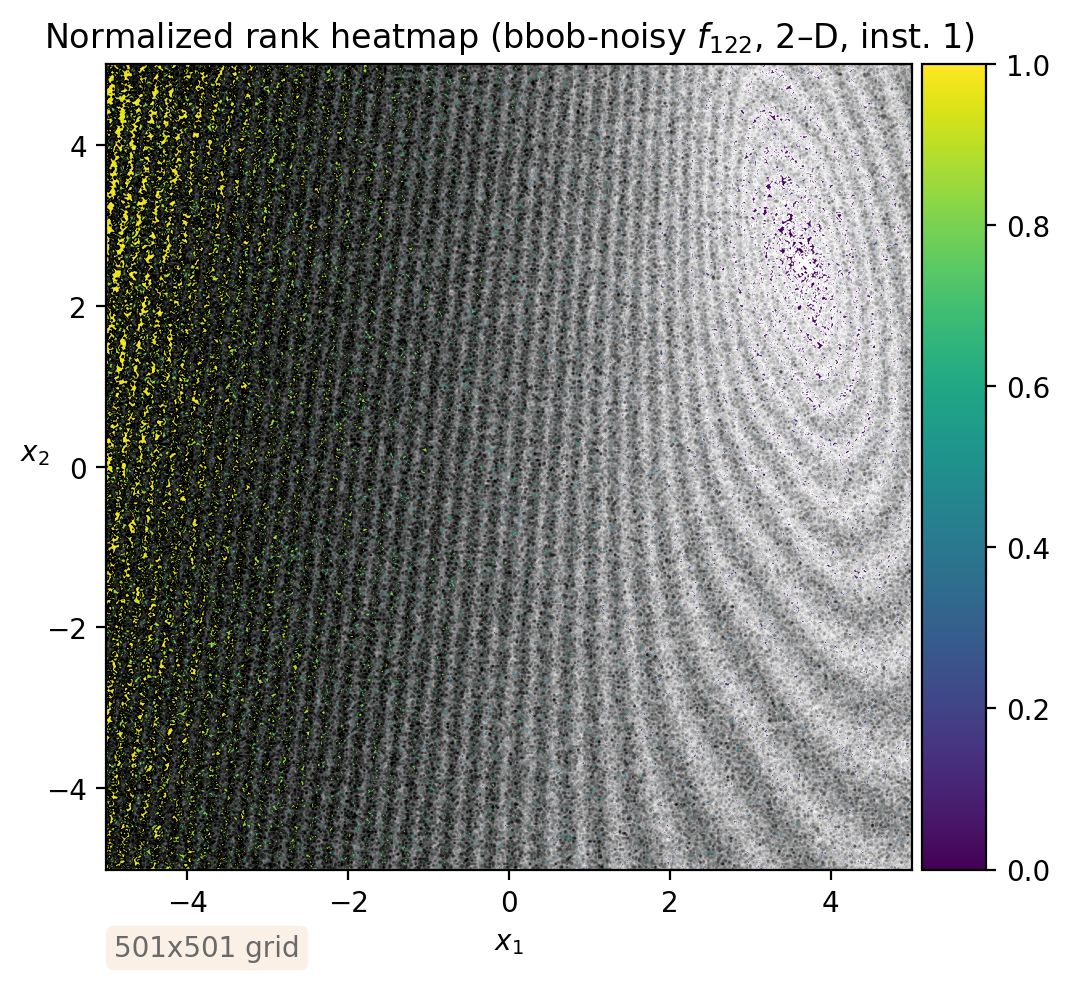 Normalized rank heatmap (bbob-noisy f₁₂₂, 2–D, inst. 1)
1.0
0.8
0.6
0.4
0.2
0.0
4
2
0
−2
−4
x₂
−4 −2 0 2 4
x₁
501x501 grid